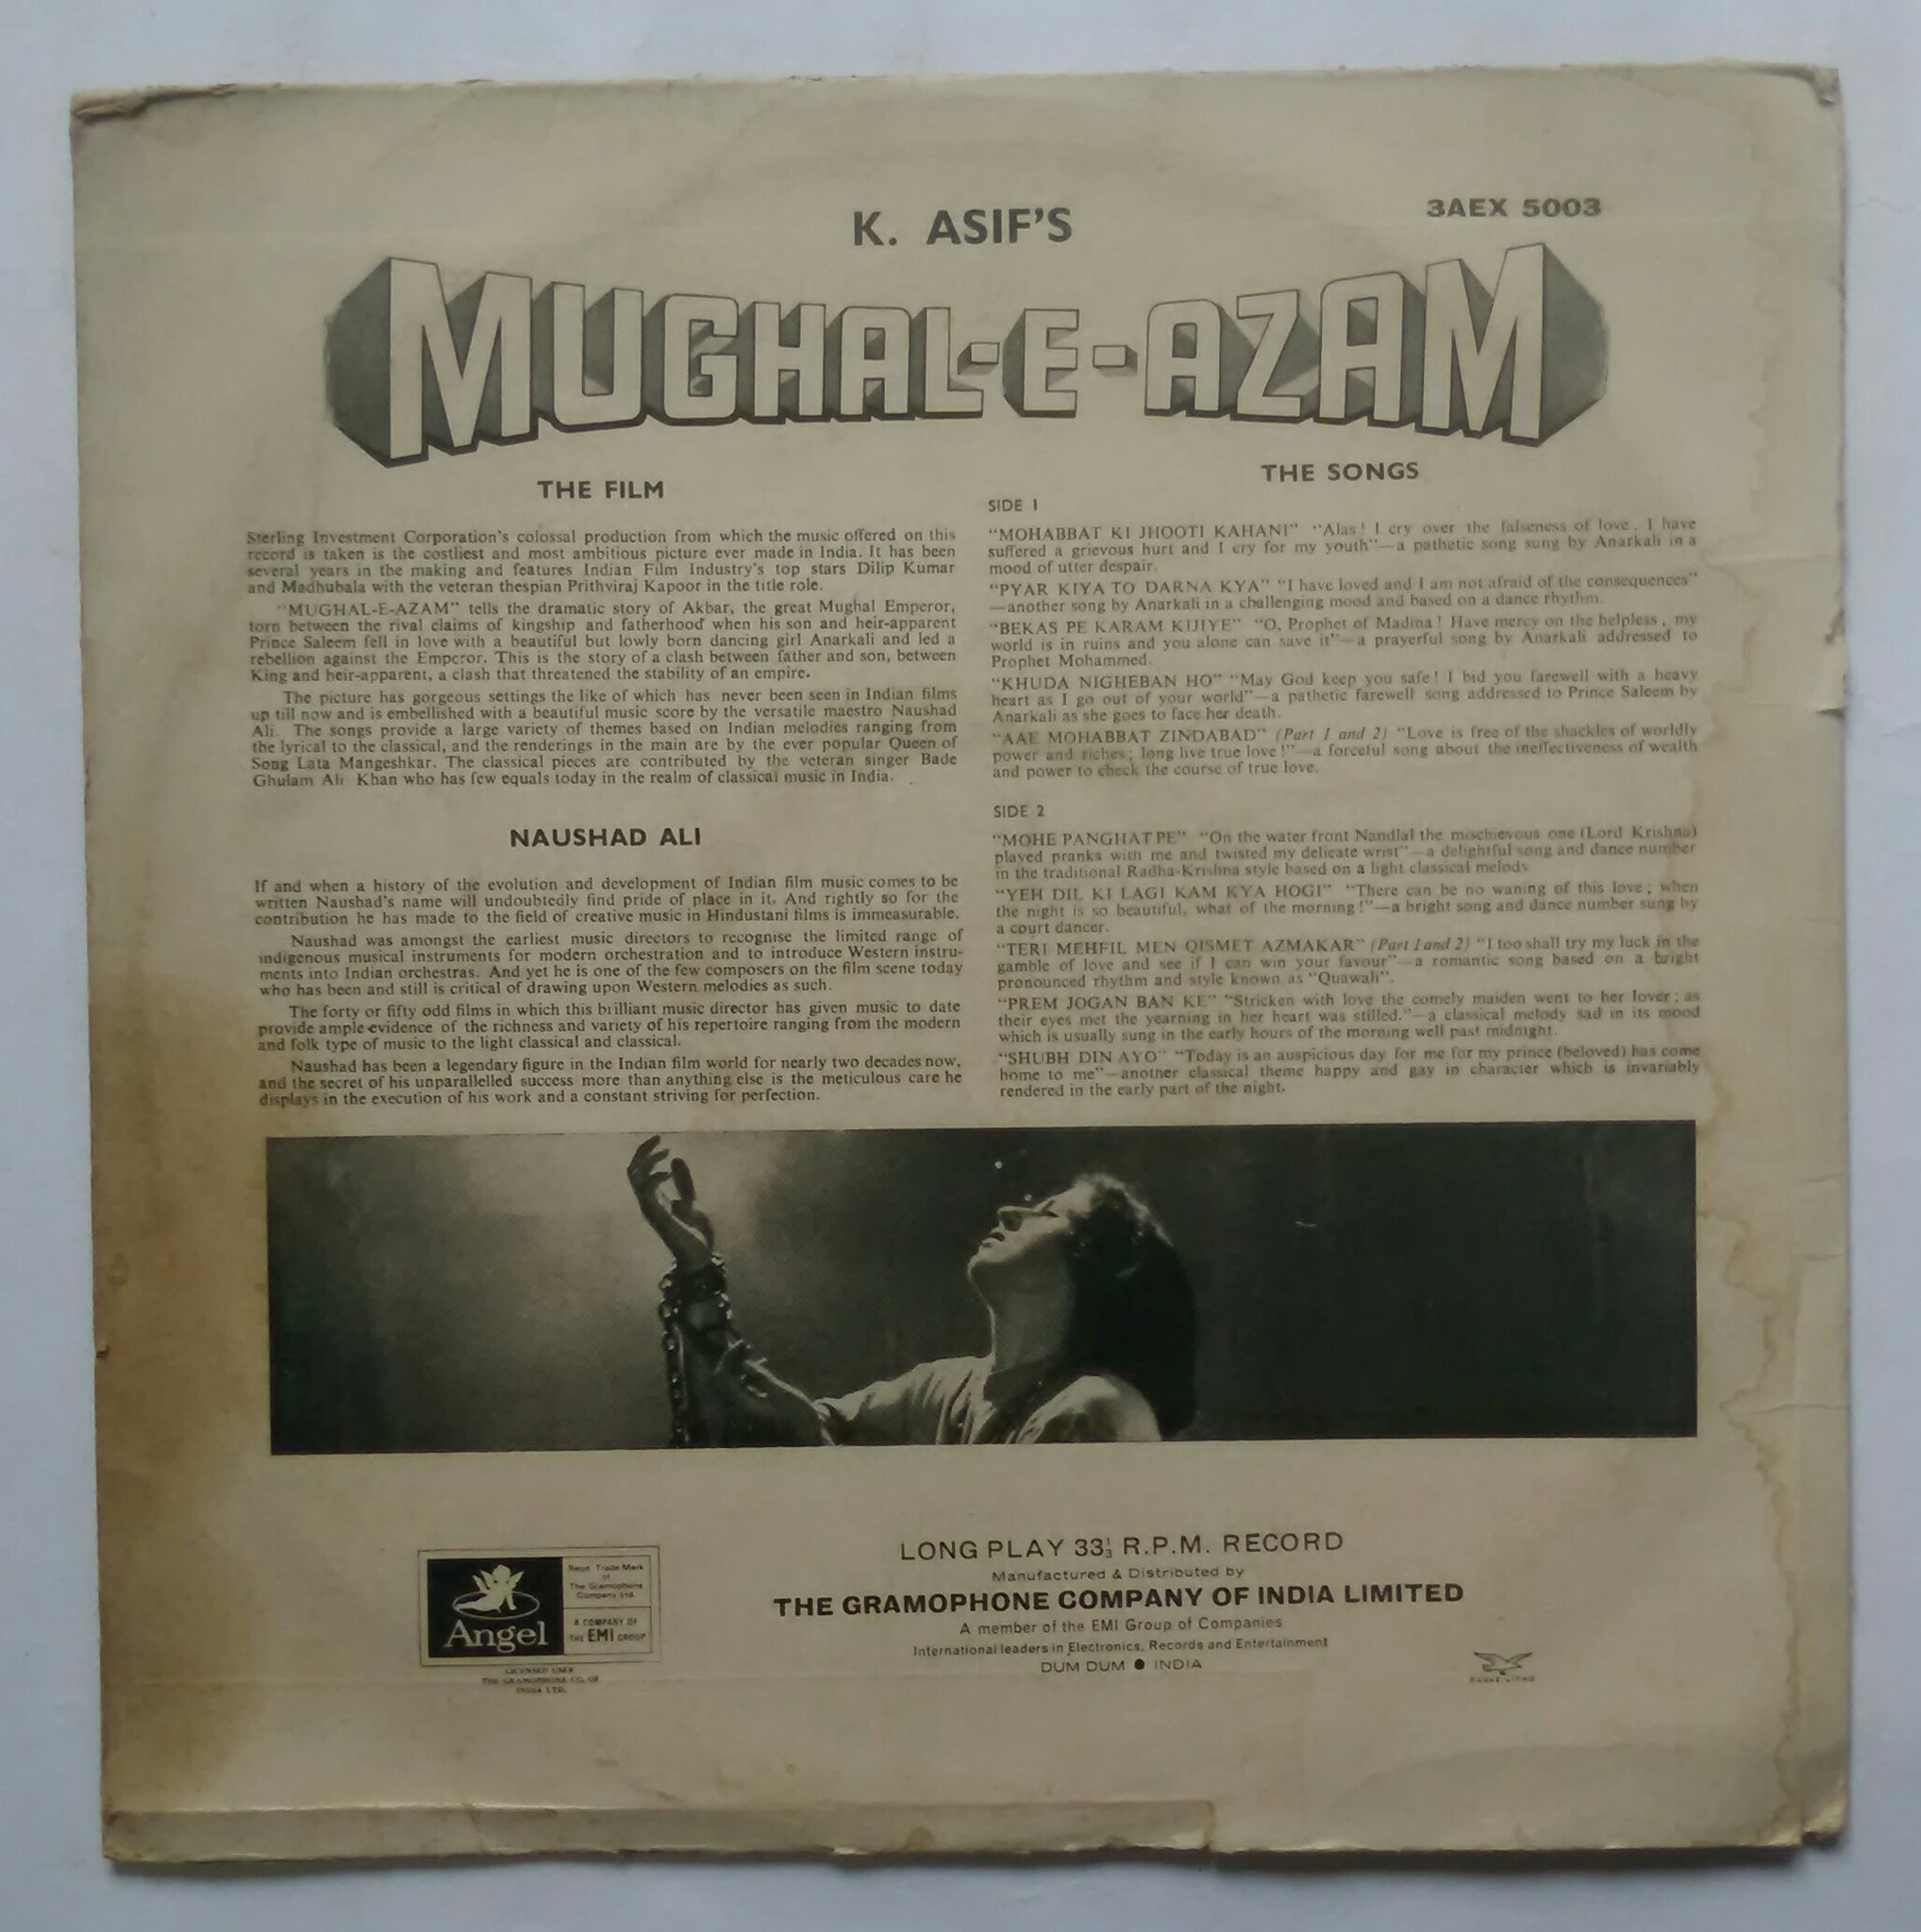 K. ASIF'S
3AEX 5003
MUGHAL-E-AZAM
THE FILM
Sterling Investment Corporation's colossal production from which the music offered on this
record is taken is the costliest and most ambitious picture ever made in India. It has been
several years in the making and features Indian Film Industry's top stars Dilip Kumar
and Madhubala with the veteran thespian Prithviraj Kapoor in the title role.
"MUGHAL-E-AZAM" tells the dramatic story of Akbar, the great Mughal Emperor,
torn between the rival claims of kingship and fatherhood when his son and heir-apparent
Prince Saleem fell in love with a beautiful but lowly born dancing girl Anarkali and led a
rebellion against the Emperor. This is the story of a clash between father and son, between
King and heir-apparent, a clash that threatened the stability of an empire.
The picture has gorgeous settings the like of which has never been seen in Indian films
up till now and is embellished with a beautiful music score by the versatile maestro Naushad
Ali. The songs provide a large variety of themes based on Indian melodies ranging from
the lyrical to the classical, and the renderings in the main are by the ever popular Queen of
Song Lata Mangeshkar. The classical pieces are contributed by the veteran singer Bade
Ghulam Ali Khan who has few equals today in the realm of classical music in India.
NAUSHAD ALI
If and when a history of the evolution and development of Indian film music comes to be
written Naushad's name will undoubtedly find pride of place in it. And rightly so for the
contribution he has made to the field of creative music in Hindustani films is immeasurable.
Naushad was amongst the earliest music directors to recognise the limited range of
indigenous musical instruments for modern orchestration and to introduce Western instru-
ments into Indian orchestras. And yet he is one of the few composers on the film scene today
who has been and still is critical of drawing upon Western melodies as such.
The forty or fifty odd films in which this brilliant music director has given music to date
provide ample evidence of the richness and variety of his repertoire ranging from the modern
and folk type of music to the light classical and classical.
Naushad has been a legendary figure in the Indian film world for nearly two decades now,
and the secret of his unparallelled success more than anything else is the meticulous care he
displays in the execution of his work and a constant striving for perfection.
THE SONGS
SIDE 1
"MOHABBAT KI JHOOTI KAHANI" "Alas! I cry over the falseness of love. I have
suffered a grievous hurt and I cry for my youth"—a pathetic song sung by Anarkali in a
mood of utter despair.
"PYAR KIYA TO DARNA KYA" "I have loved and I am not afraid of the consequences"
—another song by Anarkali in a challenging mood and based on a dance rhythm.
"BEKAS PE KARAM KIJIYE" "O, Prophet of Madina! Have mercy on the helpless, my
world is in ruins and you alone can save it"—a prayerful song by Anarkali addressed to
Prophet Mohammed.
"KHUDA NIGHEBAN HO" "May God keep you safe! I bid you farewell with a heavy
heart as I go out of your world"—a pathetic farewell song addressed to Prince Saleem by
Anarkali as she goes to face her death.
"AAE MOHABBAT ZINDABAD" (Part 1 and 2) "Love is free of the shackles of worldly
power and riches; long live true love!"—a forceful song about the ineffectiveness of wealth
and power to check the course of true love.
SIDE 2
"MOHE PANGHAT PE" "On the water front Nandlal the mischievous one (Lord Krishna)
played pranks with me and twisted my delicate wrist"—a delightful song and dance number
in the traditional Radha-Krishna style based on a light classical melody
"YEH DIL KI LAGI KAM KYA HOGI" "There can be no waning of this love; when
the night is so beautiful, what of the morning!"—a bright song and dance number sung by
a court dancer.
"TERI MEHFIL MEN QISMET AZMAKAR" (Part 1 and 2) "I too shall try my luck in the
gamble of love and see if I can win your favour"—a romantic song based on a bright
pronounced rhythm and style known as "Quawali".
"PREM JOGAN BAN KE" "Stricken with love the comely maiden went to her lover; as
their eyes met the yearning in her heart was stilled."—a classical melody sad in its mood
which is usually sung in the early hours of the morning well past midnight.
"SHUBH DIN AYO" "Today is an auspicious day for me for my prince (beloved) has come
home to me"—another classical theme happy and gay in character which is invariably
rendered in the early part of the night.
Angel
Regd. Trade Mark
of
The Gramophone
Company Ltd.
A COMPANY OF
THE EMI GROUP
LICENSED USER
THE GRAMOPHONE CO. OF
INDIA LTD.
LONG PLAY 33⅓ R.P.M. RECORD
Manufactured & Distributed by
THE GRAMOPHONE COMPANY OF INDIA LIMITED
A member of the EMI Group of Companies
International leaders in Electronics, Records and Entertainment
DUM DUM ● INDIA